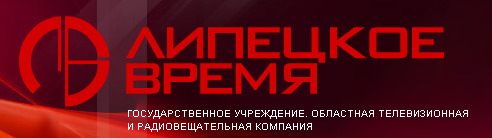 ЛИПЕЦКОЕ
ВРЕМЯ
ГОСУДАРСТВЕННОЕ УЧРЕЖДЕНИЕ. ОБЛАСТНАЯ ТЕЛЕВИЗИОННАЯ
И РАДИОВЕЩАТЕЛЬНАЯ КОМПАНИЯ